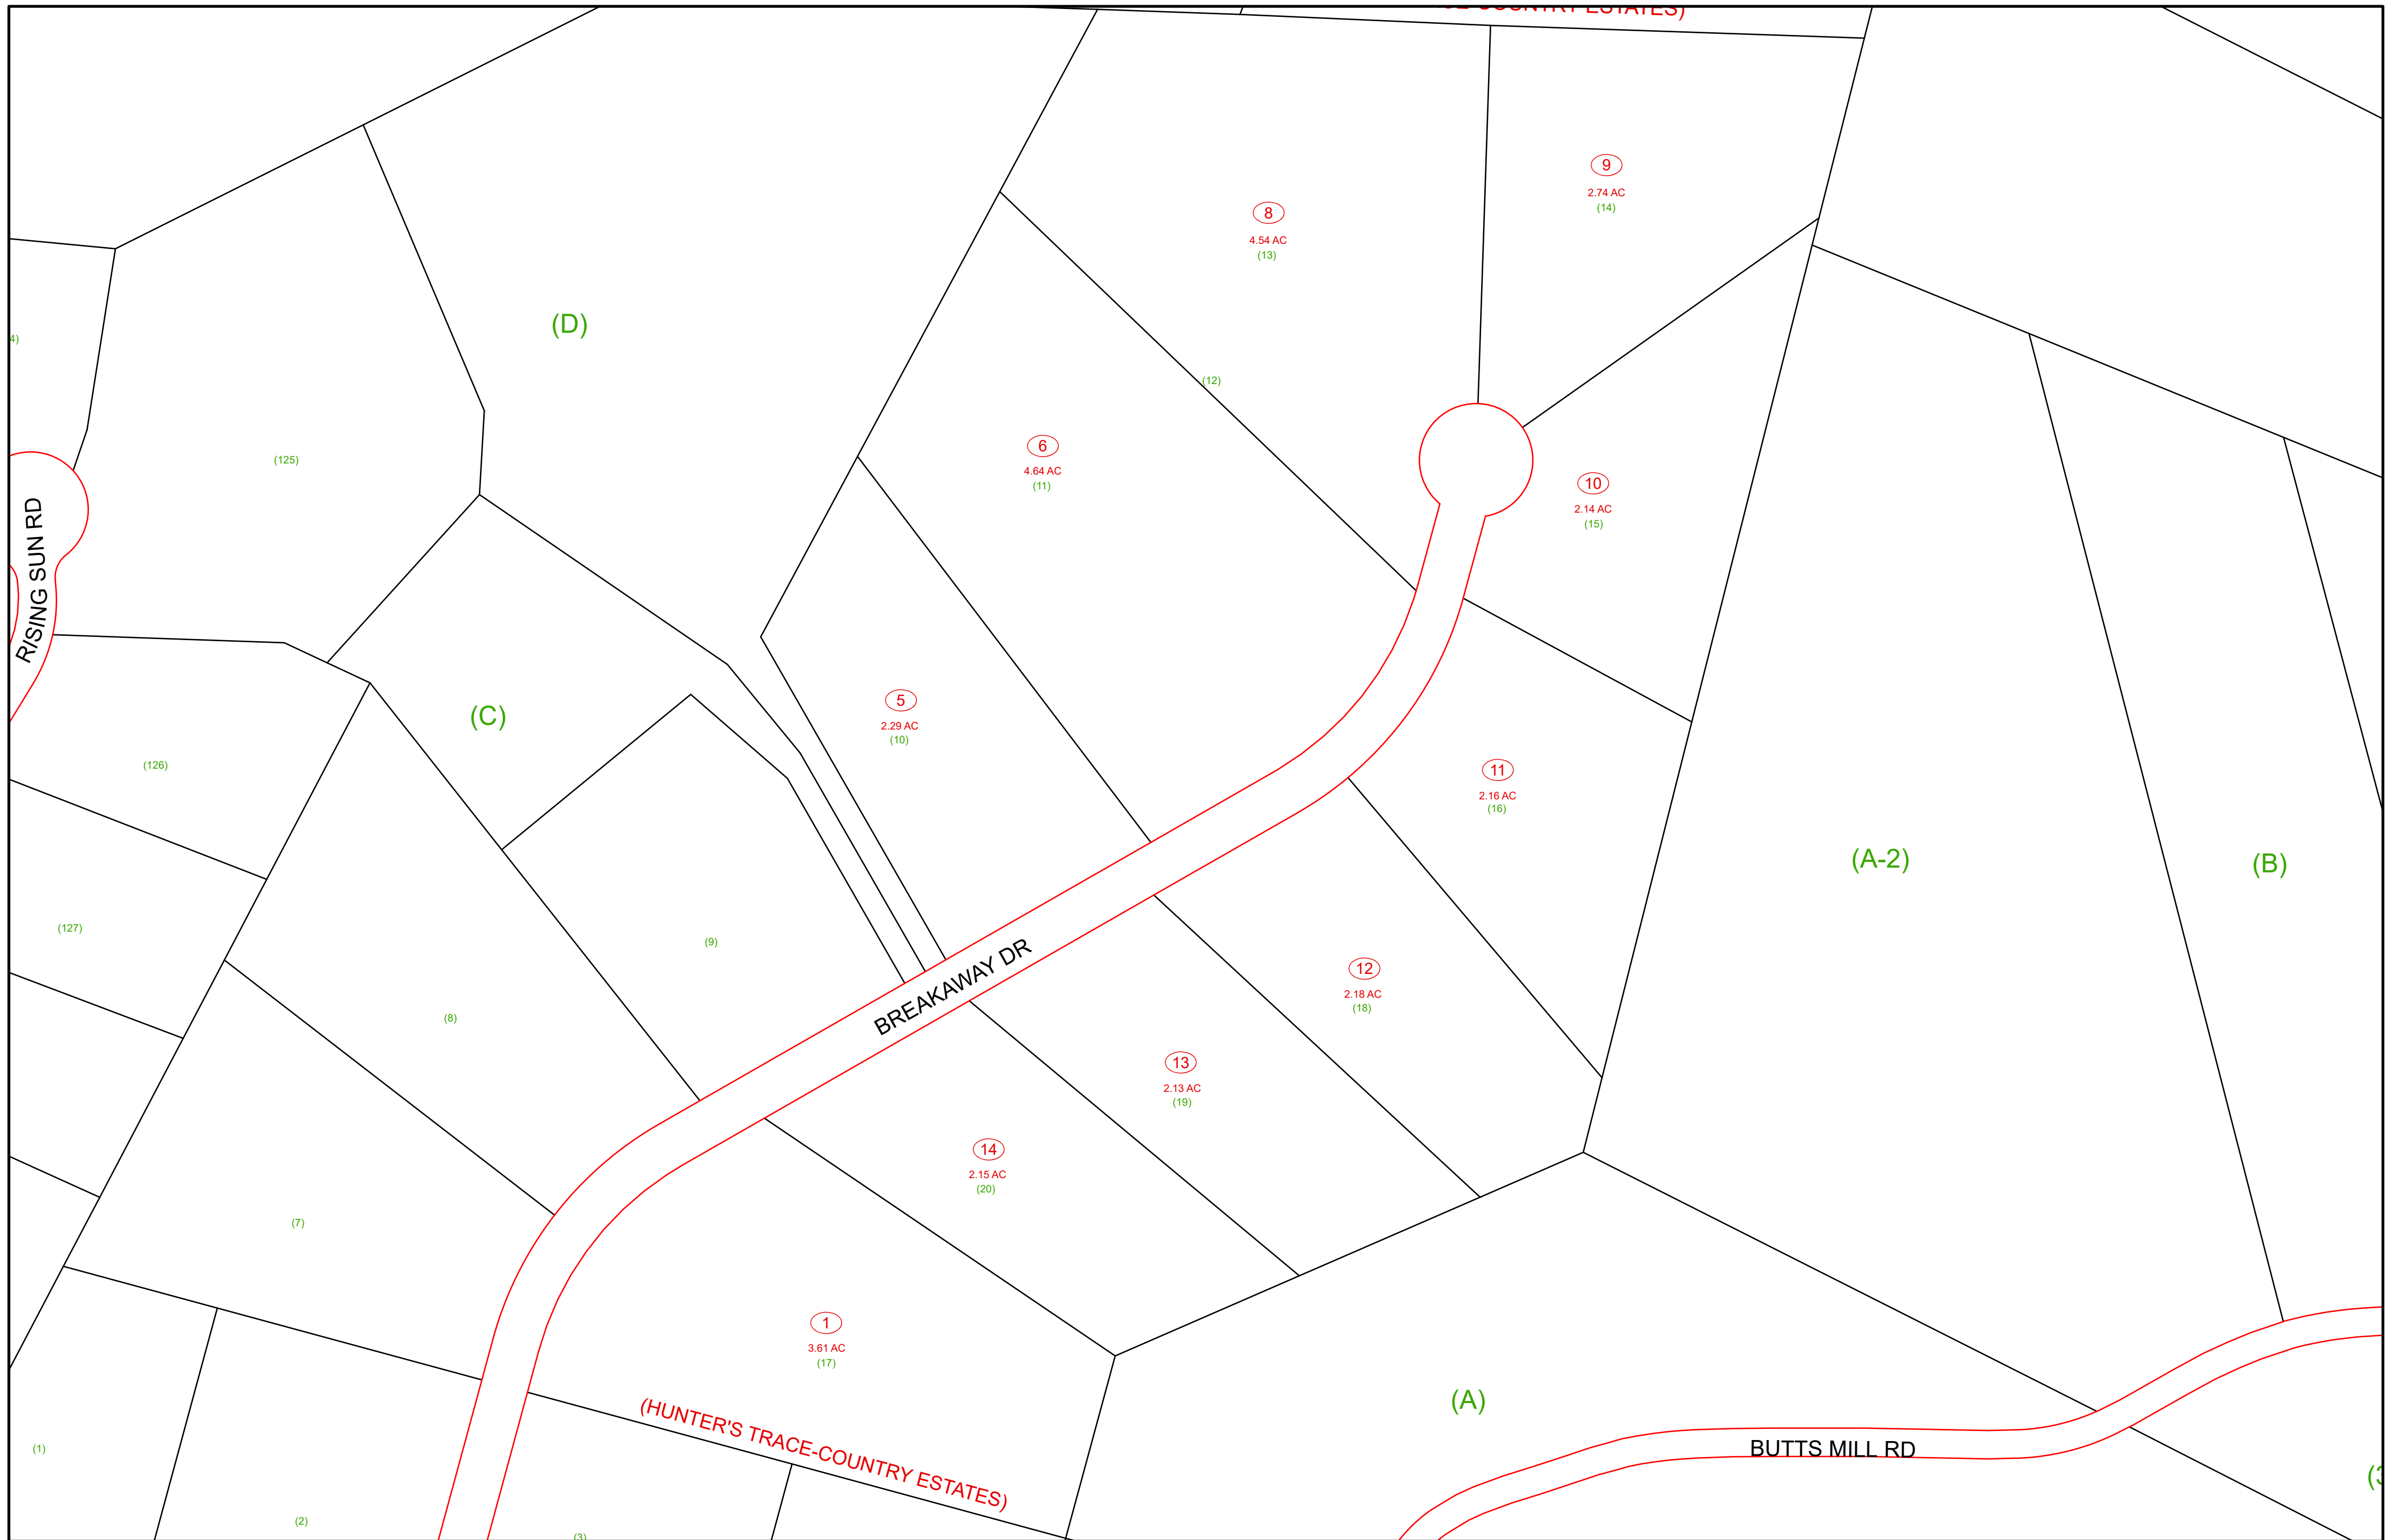 9
2.74 AC
(14)
8
4.54 AC
(13)
(D)
4)
(12)
6
4.64 AC
(11)
(125)
10
2.14 AC
(15)
RISING SUN RD
5
2.29 AC
(10)
(C)
(126)
11
2.16 AC
(16)
(A-2)
(B)
(127)
(9)
BREAKAWAY DR
12
2.18 AC
(18)
(8)
13
2.13 AC
(19)
14
2.15 AC
(20)
(7)
1
3.61 AC
(17)
(HUNTER'S TRACE-COUNTRY ESTATES)
(A)
(1)
BUTTS MILL RD
(2)
(3)
COUNTRY ESTATES)